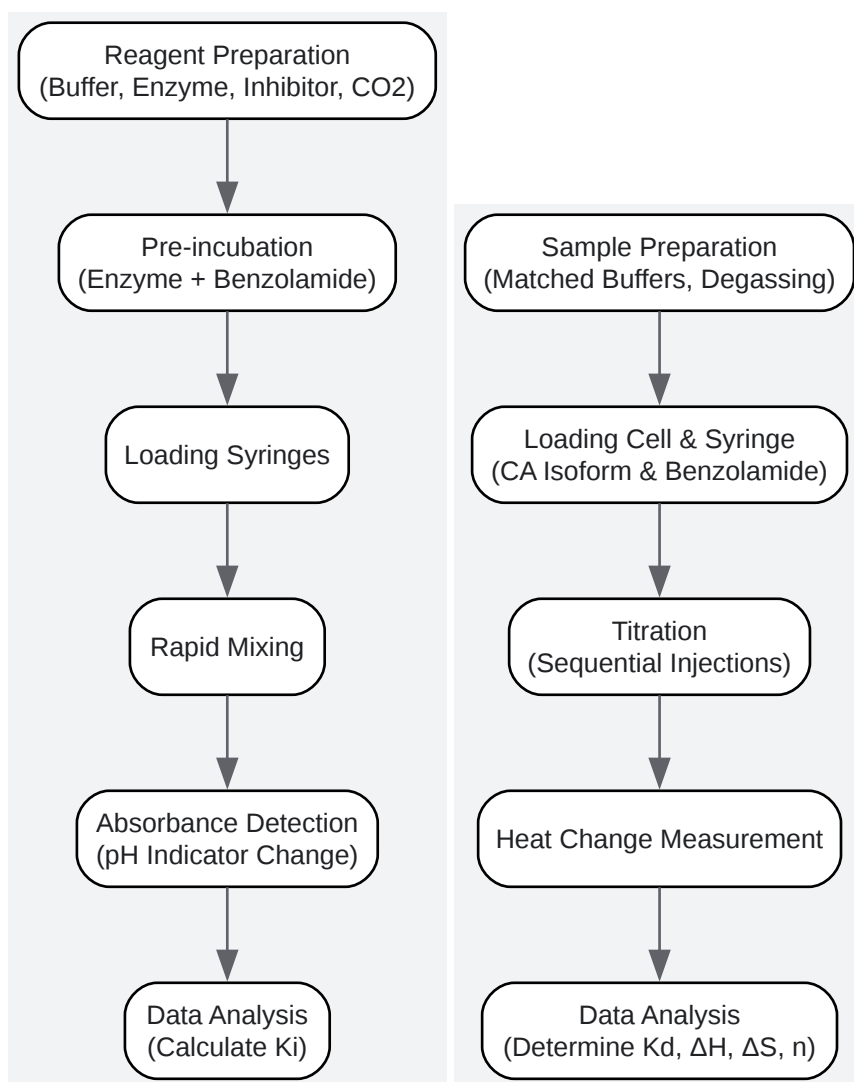 Reagent Preparation
(Buffer, Enzyme, Inhibitor, CO2)
Pre-incubation
(Enzyme + Benzolamide)
Loading Syringes
Rapid Mixing
Absorbance Detection
(pH Indicator Change)
Data Analysis
(Calculate Ki)
Sample Preparation
(Matched Buffers, Degassing)
Loading Cell & Syringe
(CA Isoform & Benzolamide)
Titration
(Sequential Injections)
Heat Change Measurement
Data Analysis
(Determine Kd, ΔH, ΔS, n)